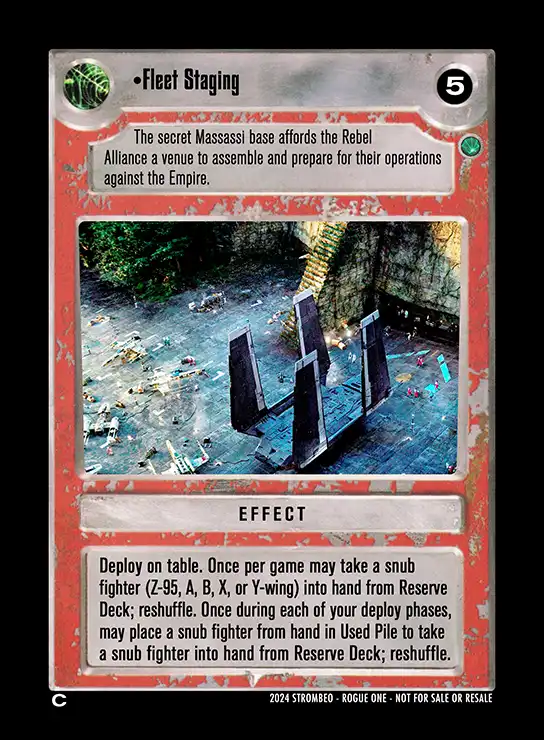 •Fleet Staging
5
The secret Massassi base affords the Rebel
Alliance a venue to assemble and prepare for their operations
against the Empire.
EFFECT
Deploy on table. Once per game may take a snub
fighter (Z-95, A, B, X, or Y-wing) into hand from Reserve
Deck; reshuffle. Once during each of your deploy phases,
may place a snub fighter from hand in Used Pile to take
a snub fighter into hand from Reserve Deck; reshuffle.
C
2024 STROMBEO - ROGUE ONE - NOT FOR SALE OR RESALE